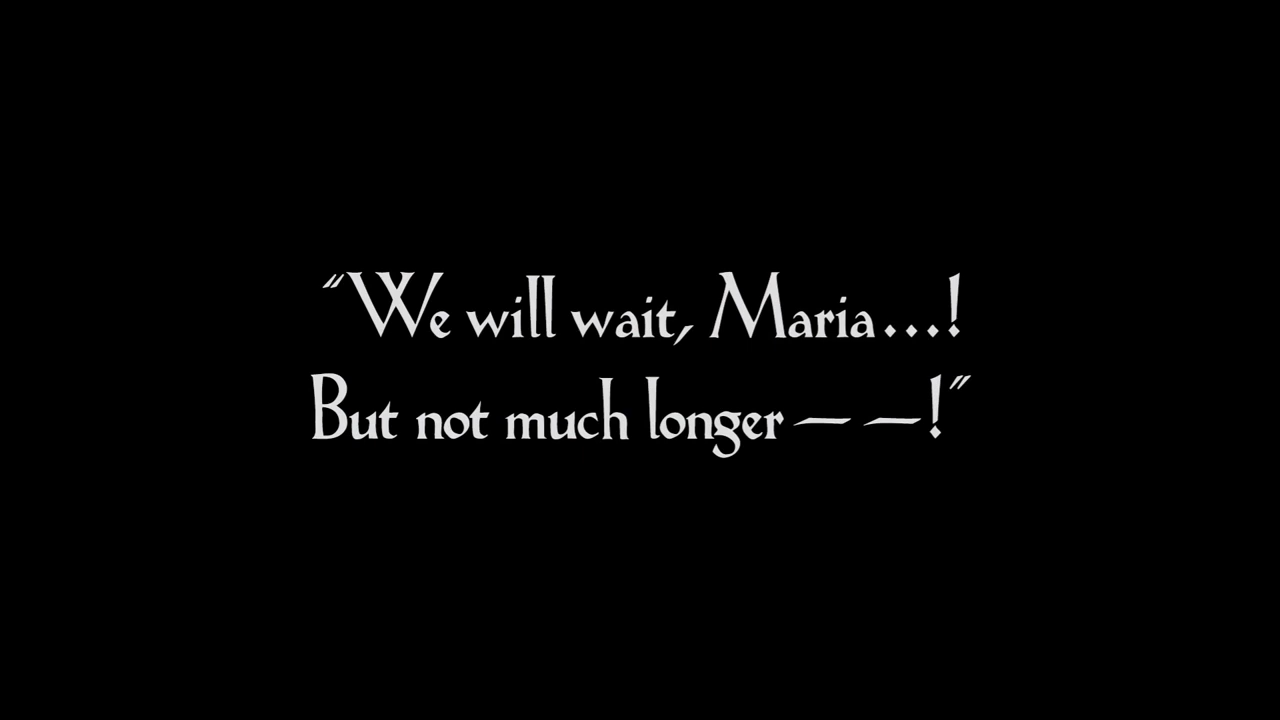 "We will wait, Maria...!
But not much longer — —!"